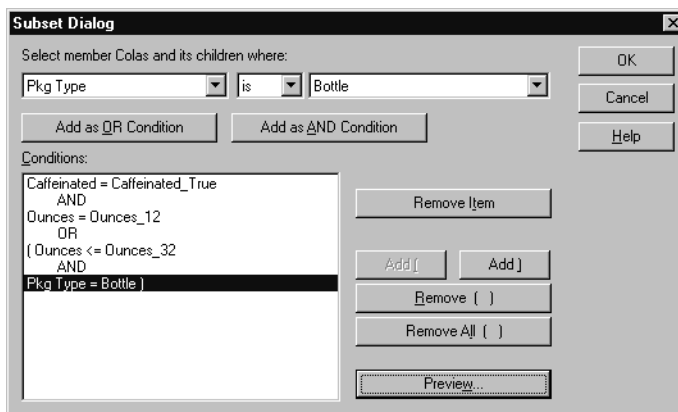 Subset Dialog
Select member Colas and its children where:
OK
Pkg Type is Bottle
Cancel
Add as OR Condition Add as AND Condition
Help
Conditions:
Caffeinated = Caffeinated_True
AND
Ounces = Ounces_12
OR
( Ounces <= Ounces_32
AND
Pkg Type = Bottle )
Remove Item
Add ( Add )
Remove ( )
Remove All ( )
Preview...